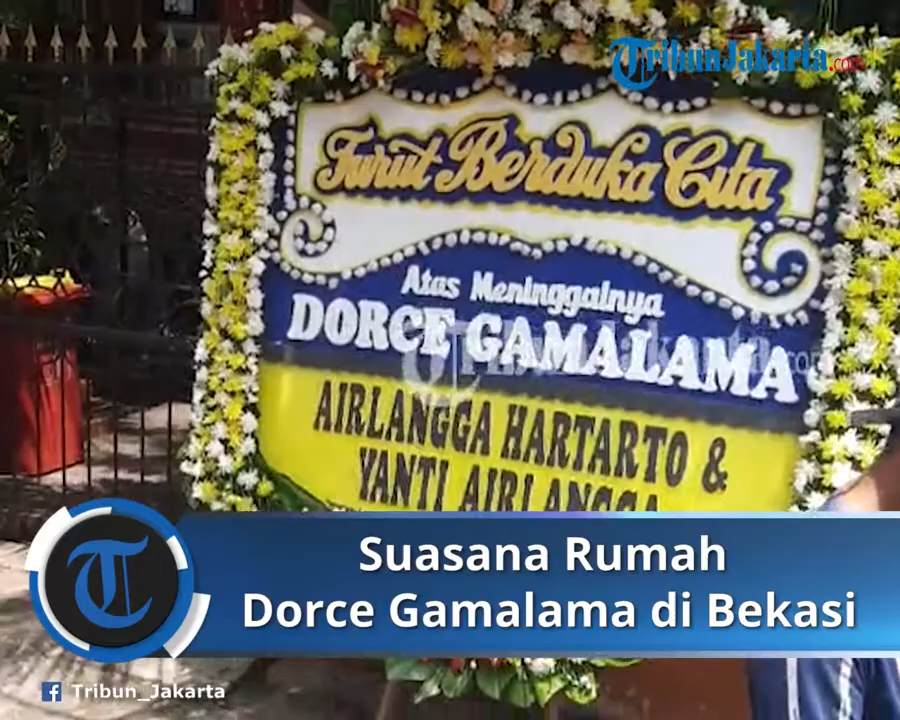 TribunJakarta.com
Turut Berduka Cita
Atas Meninggalnya
DORCE GAMALAMA
AIRLANGGA HARTARTO &
YANTI AIRLANGGA
Suasana Rumah
Dorce Gamalama di Bekasi
Tribun_Jakarta